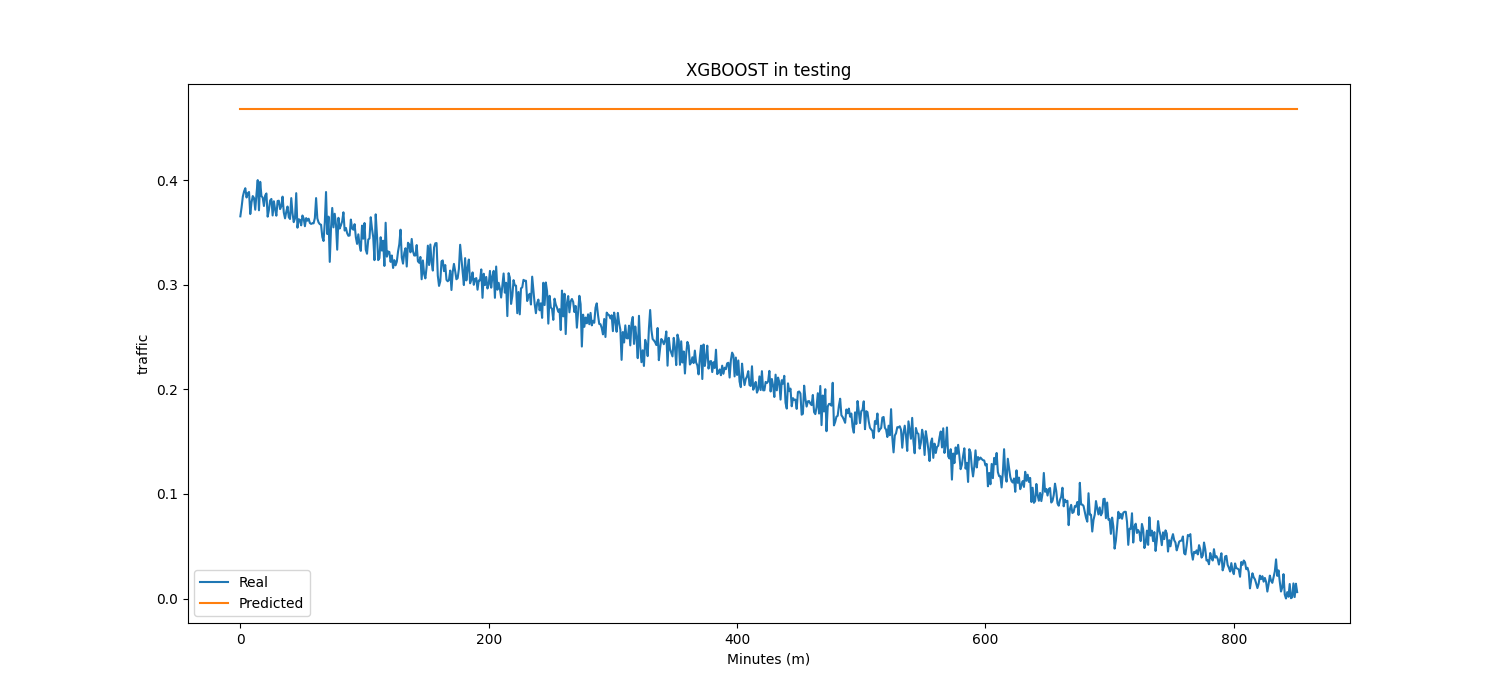 XGBOOST in testing
traffic
0.4
0.3
0.2
0.1
0.0
Real
Predicted
0 200 400 600 800
Minutes (m)